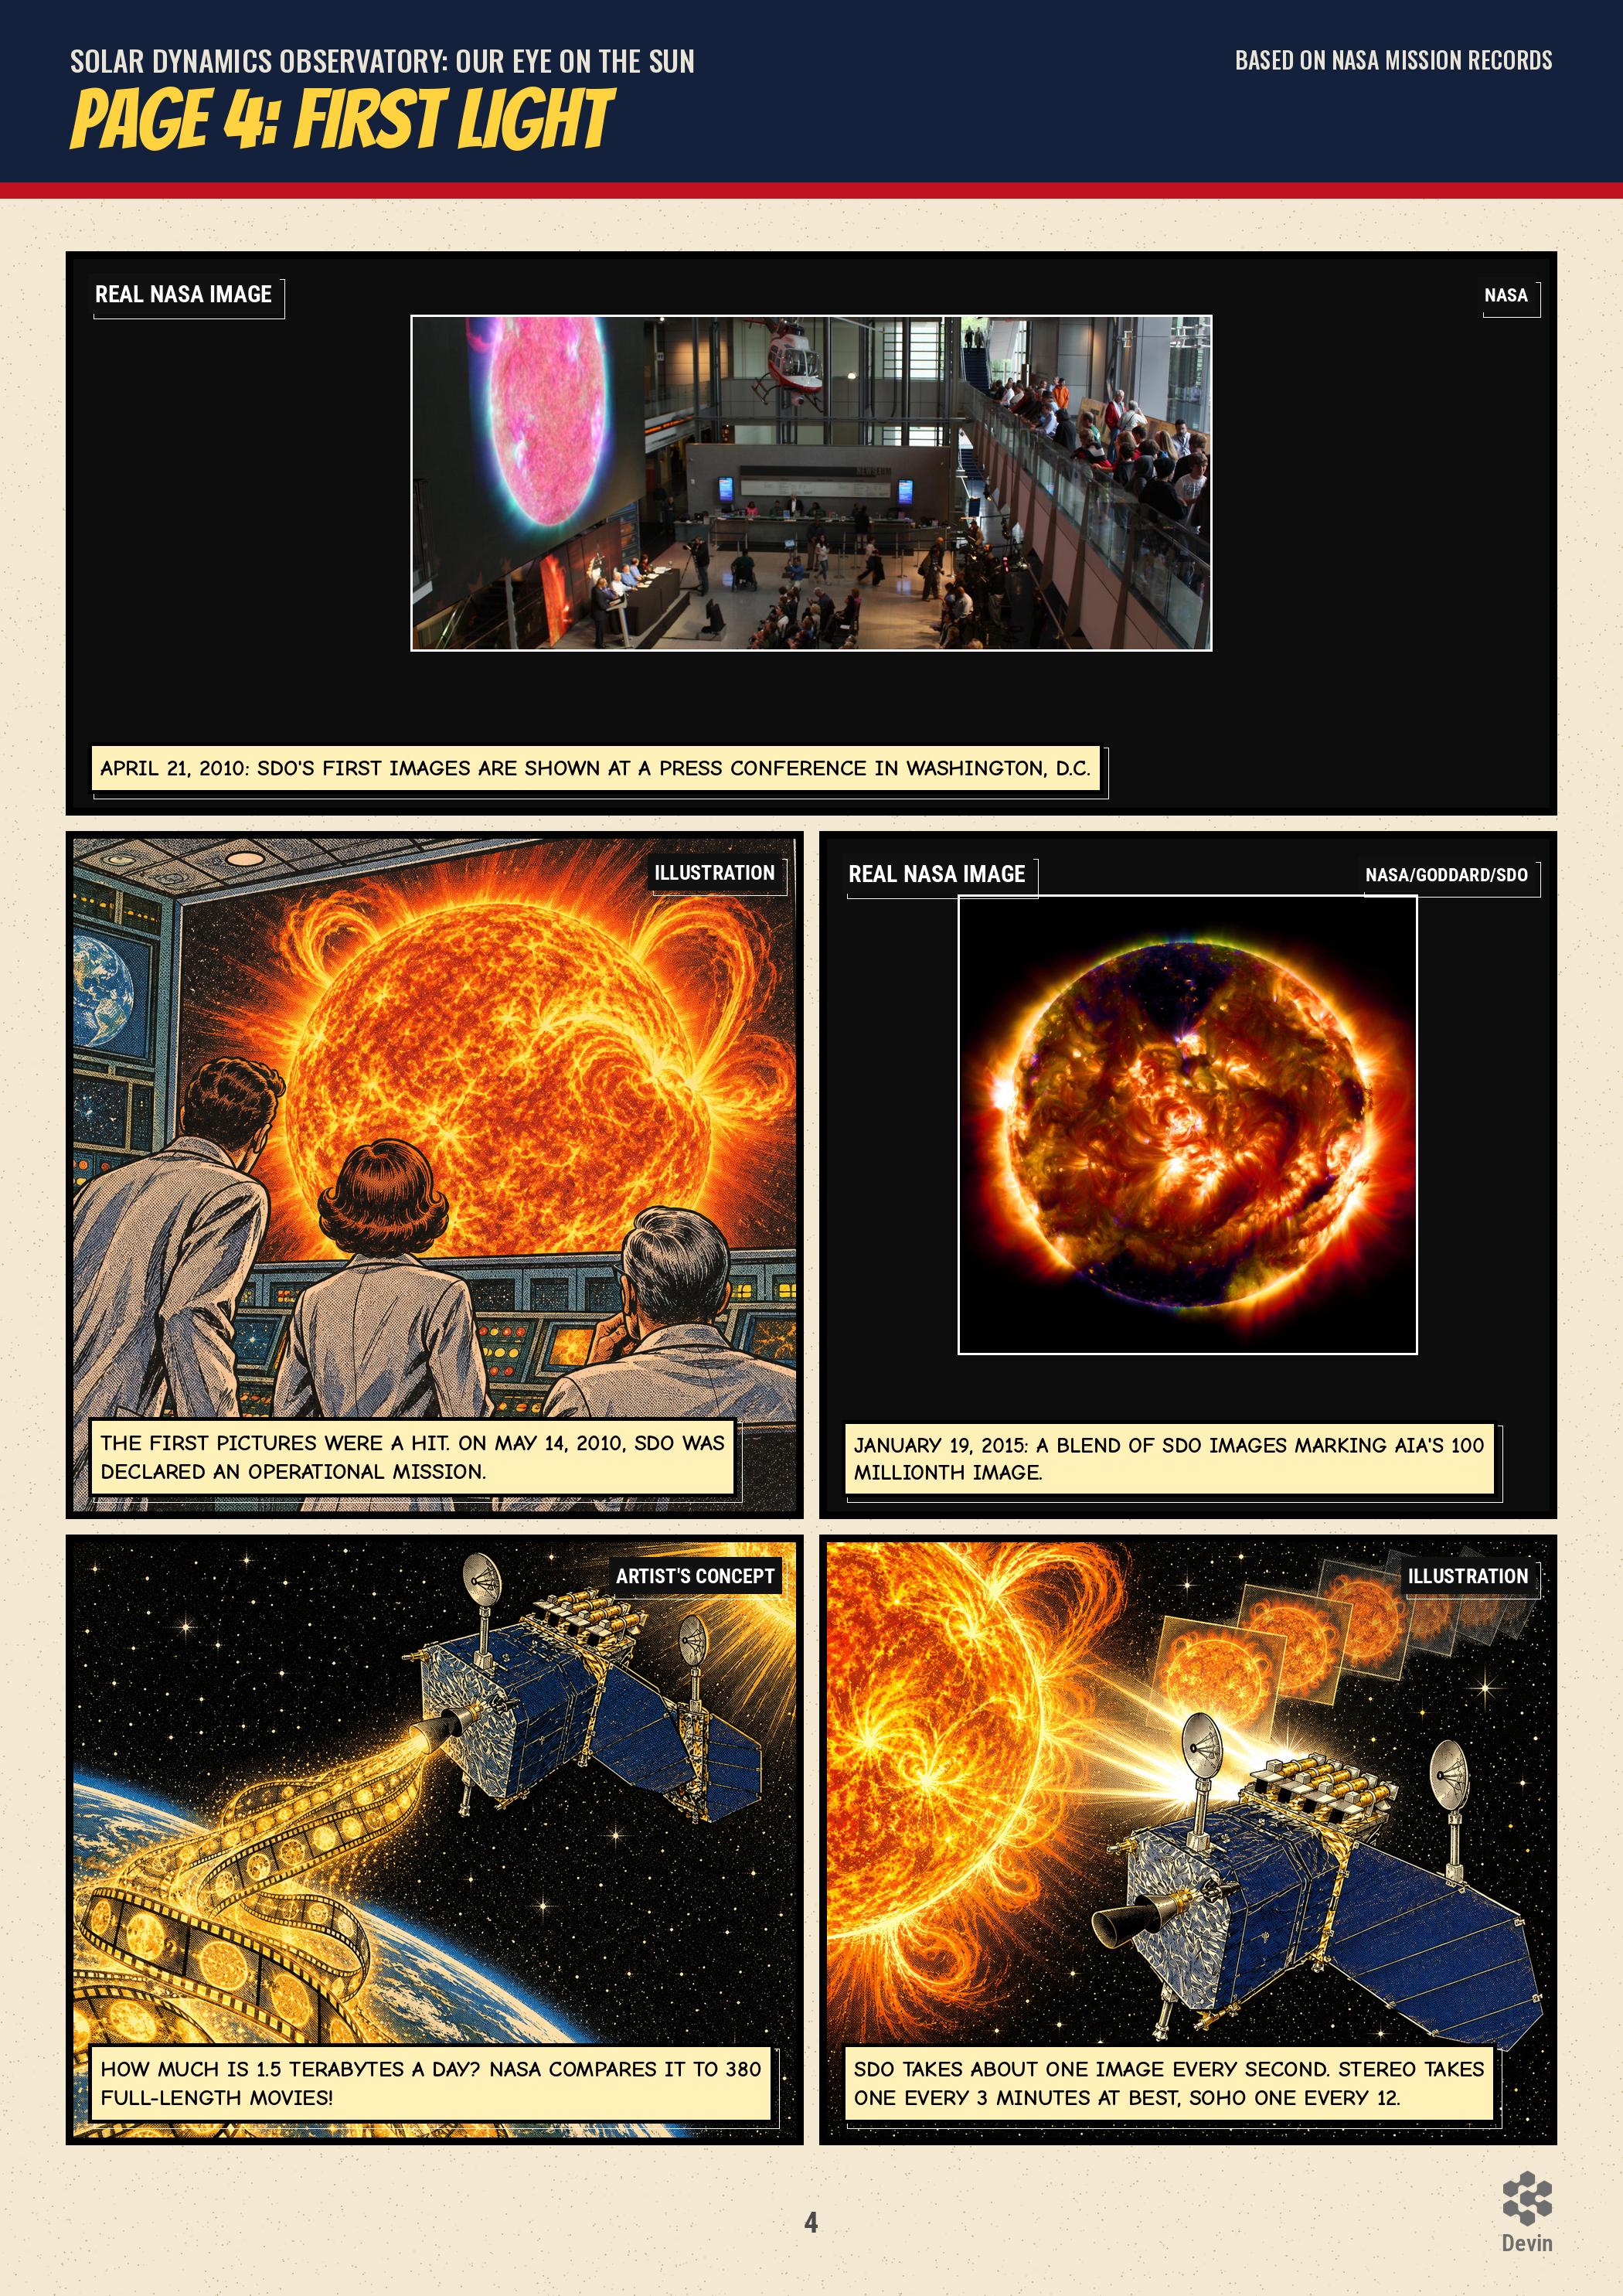 SOLAR DYNAMICS OBSERVATORY: OUR EYE ON THE SUN
BASED ON NASA MISSION RECORDS
PAGE 4: FIRST LIGHT
REAL NASA IMAGE
NASA
NEWSEUM
APRIL 21, 2010: SDO'S FIRST IMAGES ARE SHOWN AT A PRESS CONFERENCE IN WASHINGTON, D.C.
ILLUSTRATION
THE FIRST PICTURES WERE A HIT. ON MAY 14, 2010, SDO WAS
DECLARED AN OPERATIONAL MISSION.
REAL NASA IMAGE
NASA/GODDARD/SDO
JANUARY 19, 2015: A BLEND OF SDO IMAGES MARKING AIA'S 100
MILLIONTH IMAGE.
ARTIST'S CONCEPT
HOW MUCH IS 1.5 TERABYTES A DAY? NASA COMPARES IT TO 380
FULL-LENGTH MOVIES!
ILLUSTRATION
SDO TAKES ABOUT ONE IMAGE EVERY SECOND. STEREO TAKES
ONE EVERY 3 MINUTES AT BEST, SOHO ONE EVERY 12.
4
Devin